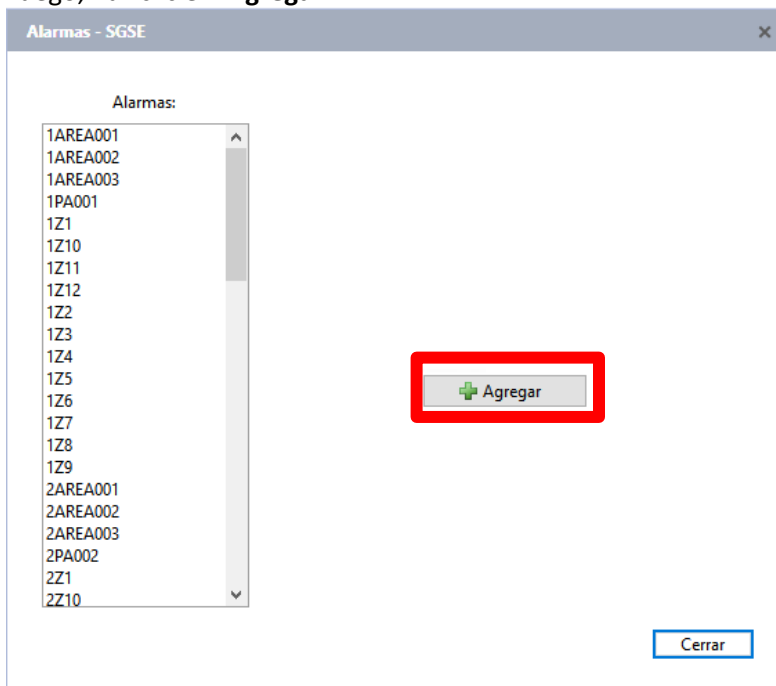 Alarmas - SGSE
Alarmas:
1AREA001
1AREA002
1AREA003
1PA001
1Z1
1Z10
1Z11
1Z12
1Z2
1Z3
1Z4
1Z5
1Z6
1Z7
1Z8
1Z9
2AREA001
2AREA002
2AREA003
2PA002
2Z1
2Z10
Agregar
Cerrar